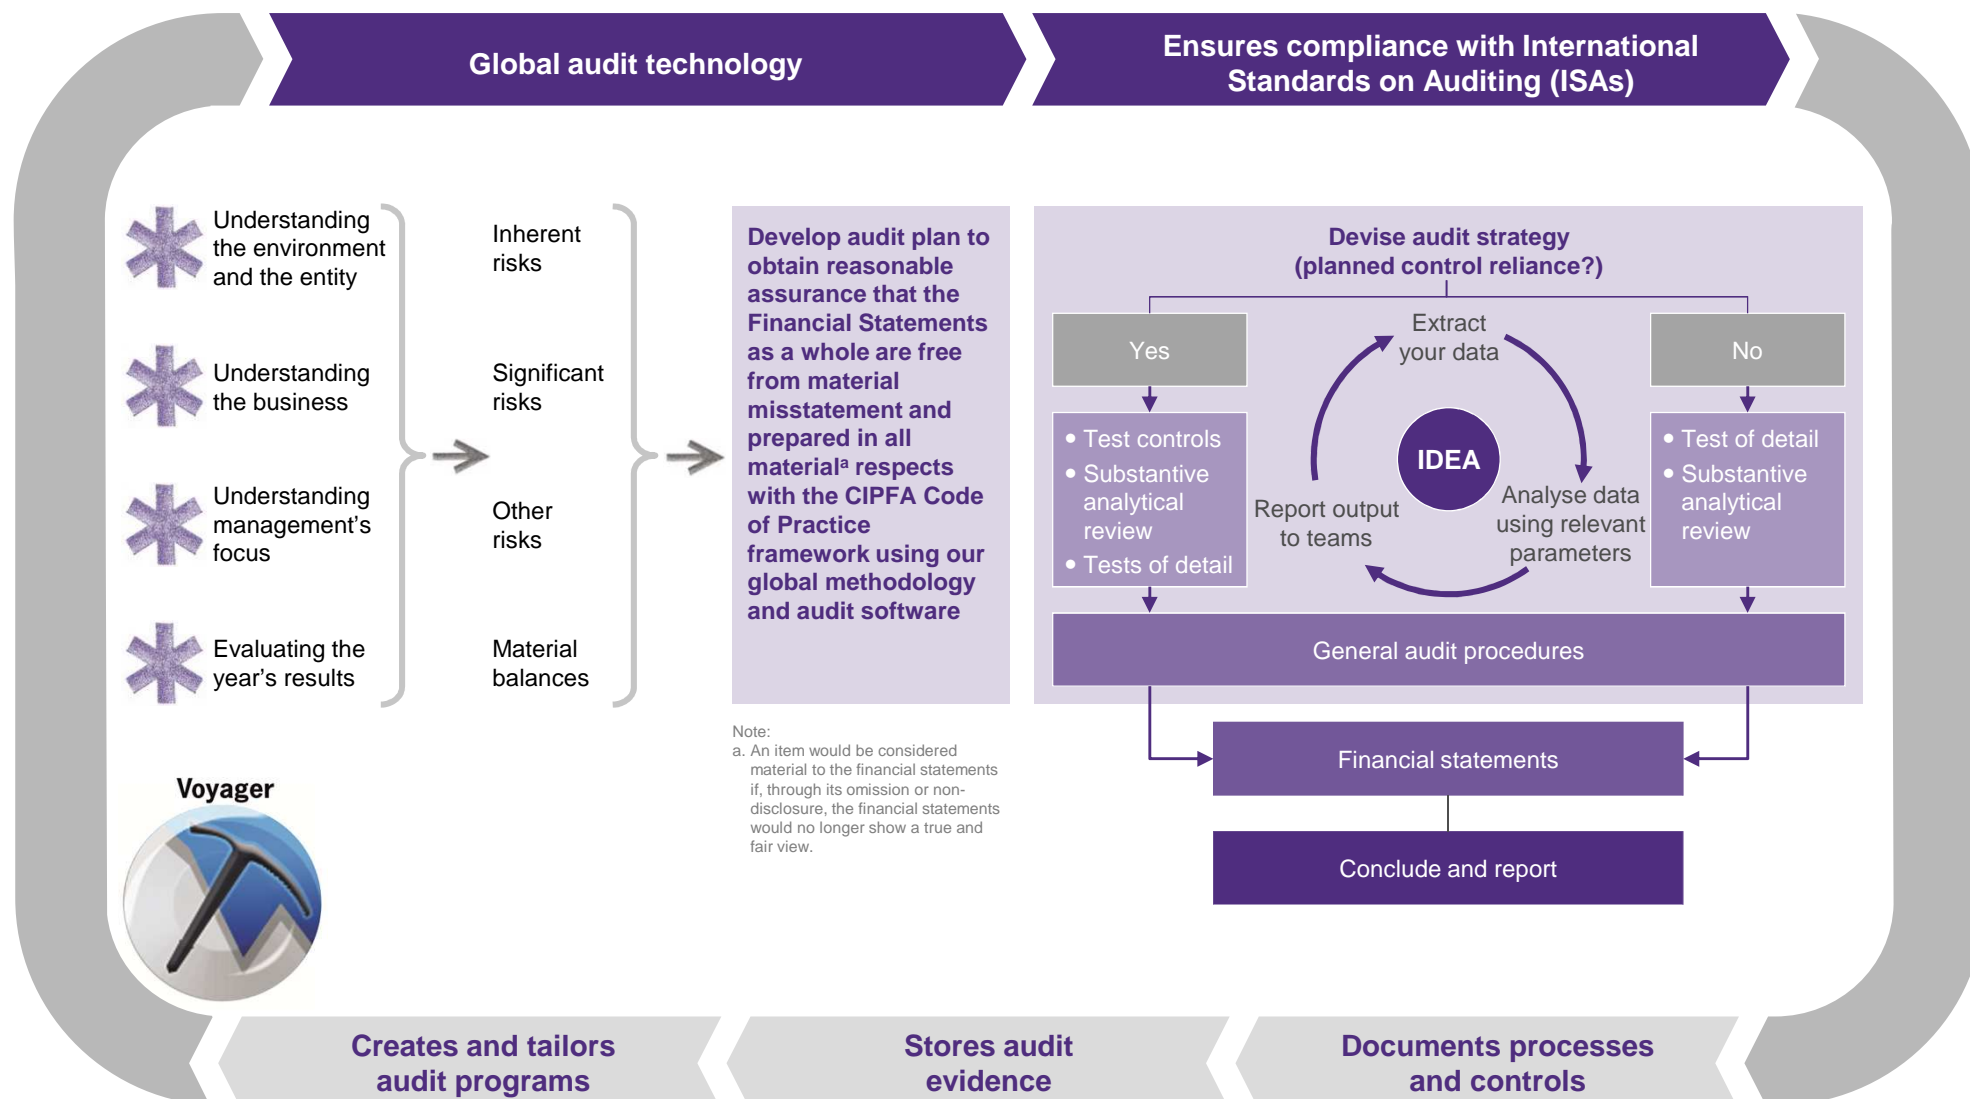 Global audit technology
Ensures compliance with International
Standards on Auditing (ISAs)
Understanding
the environment
and the entity
Understanding
the business
Understanding
management’s
focus
Evaluating the
year’s results
Inherent
risks
Significant
risks
Other
risks
Material
balances
Develop audit plan to
obtain reasonable
assurance that the
Financial Statements
as a whole are free
from material
misstatement and
prepared in all
materialᵃ respects
with the CIPFA Code
of Practice
framework using our
global methodology
and audit software
Note:
a. An item would be considered
material to the financial statements
if, through its omission or non-
disclosure, the financial statements
would no longer show a true and
fair view.
Devise audit strategy
(planned control reliance?)
Yes
• Test controls
• Substantive
analytical
review
• Tests of detail
Extract
your data
IDEA
Analyse data
using relevant
parameters
Report output
to teams
No
• Test of detail
• Substantive
analytical
review
General audit procedures
Financial statements
Conclude and report
Voyager
Creates and tailors
audit programs
Stores audit
evidence
Documents processes
and controls